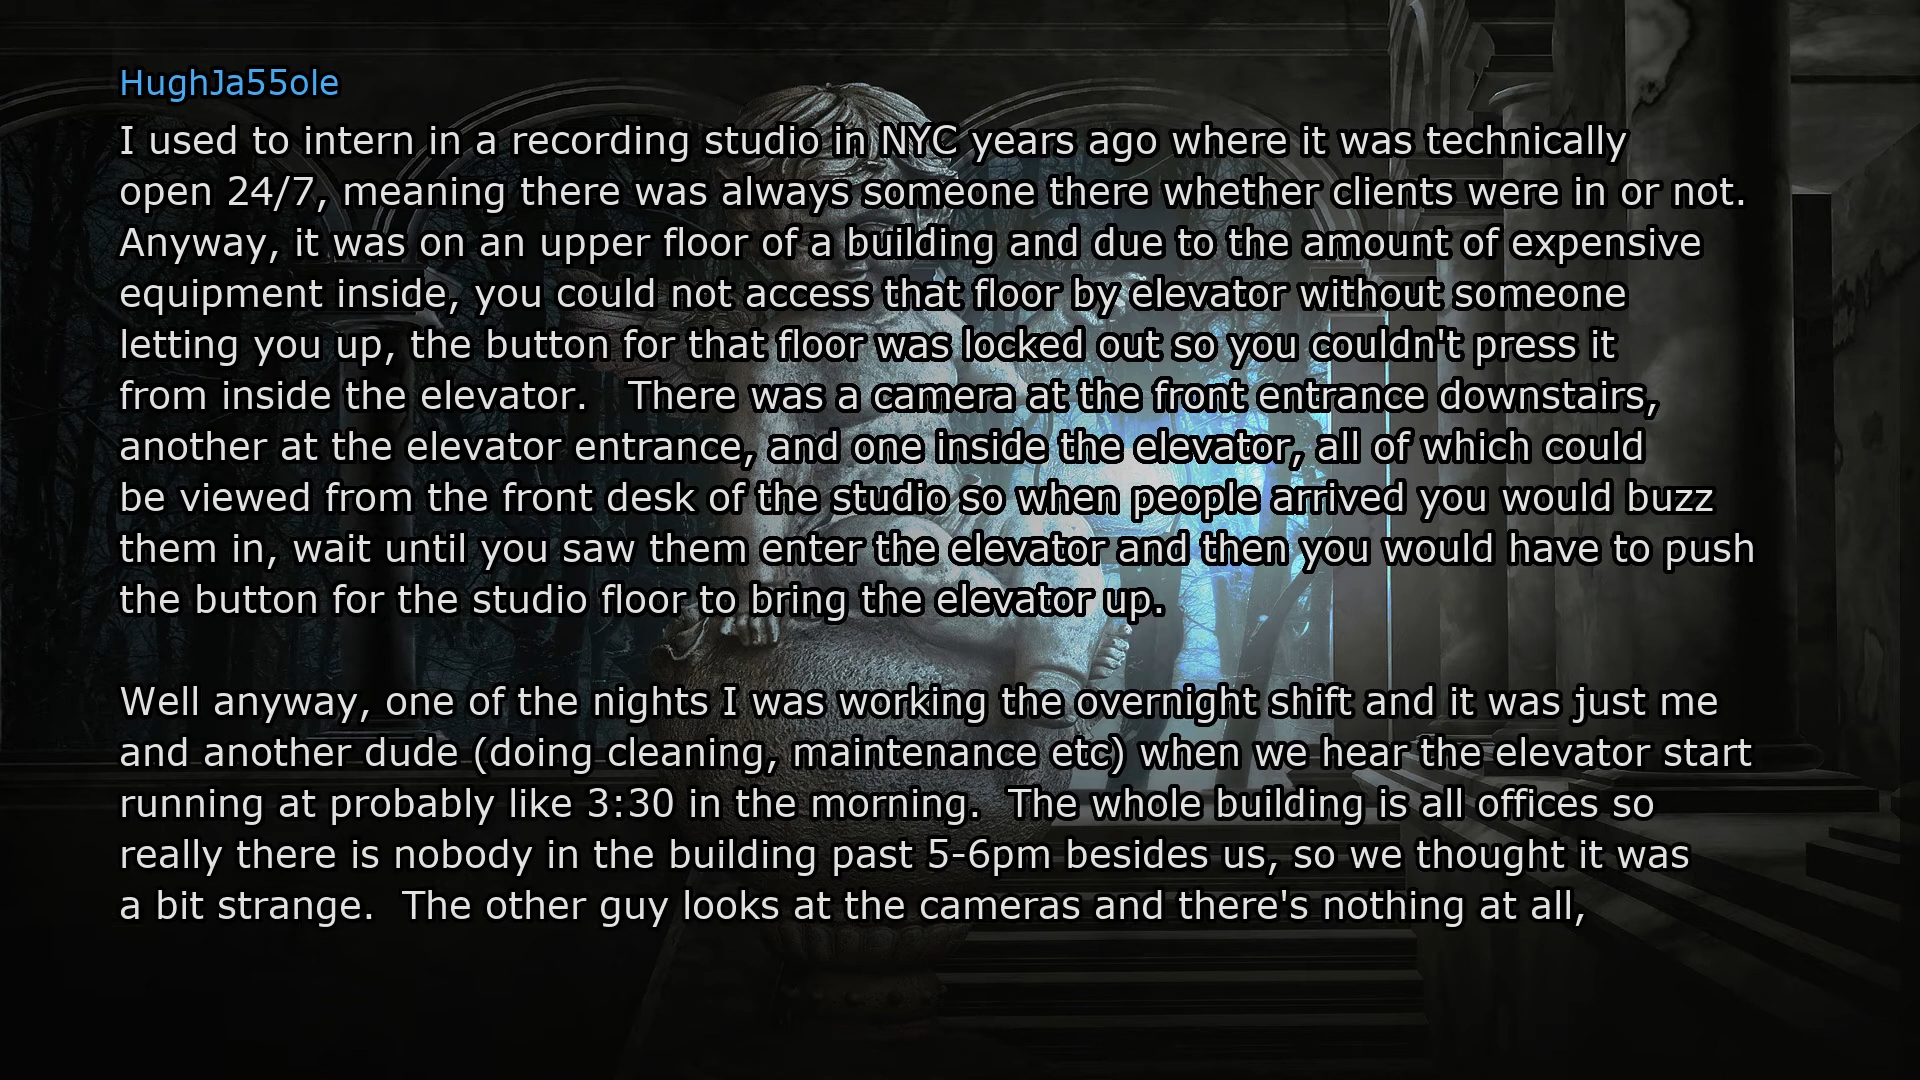 HughJa55ole
I used to intern in a recording studio in NYC years ago where it was technically
open 24/7, meaning there was always someone there whether clients were in or not.
Anyway, it was on an upper floor of a building and due to the amount of expensive
equipment inside, you could not access that floor by elevator without someone
letting you up, the button for that floor was locked out so you couldn't press it
from inside the elevator.   There was a camera at the front entrance downstairs,
another at the elevator entrance, and one inside the elevator, all of which could
be viewed from the front desk of the studio so when people arrived you would buzz
them in, wait until you saw them enter the elevator and then you would have to push
the button for the studio floor to bring the elevator up.
Well anyway, one of the nights I was working the overnight shift and it was just me
and another dude (doing cleaning, maintenance etc) when we hear the elevator start
running at probably like 3:30 in the morning.  The whole building is all offices so
really there is nobody in the building past 5-6pm besides us, so we thought it was
a bit strange.  The other guy looks at the cameras and there's nothing at all,